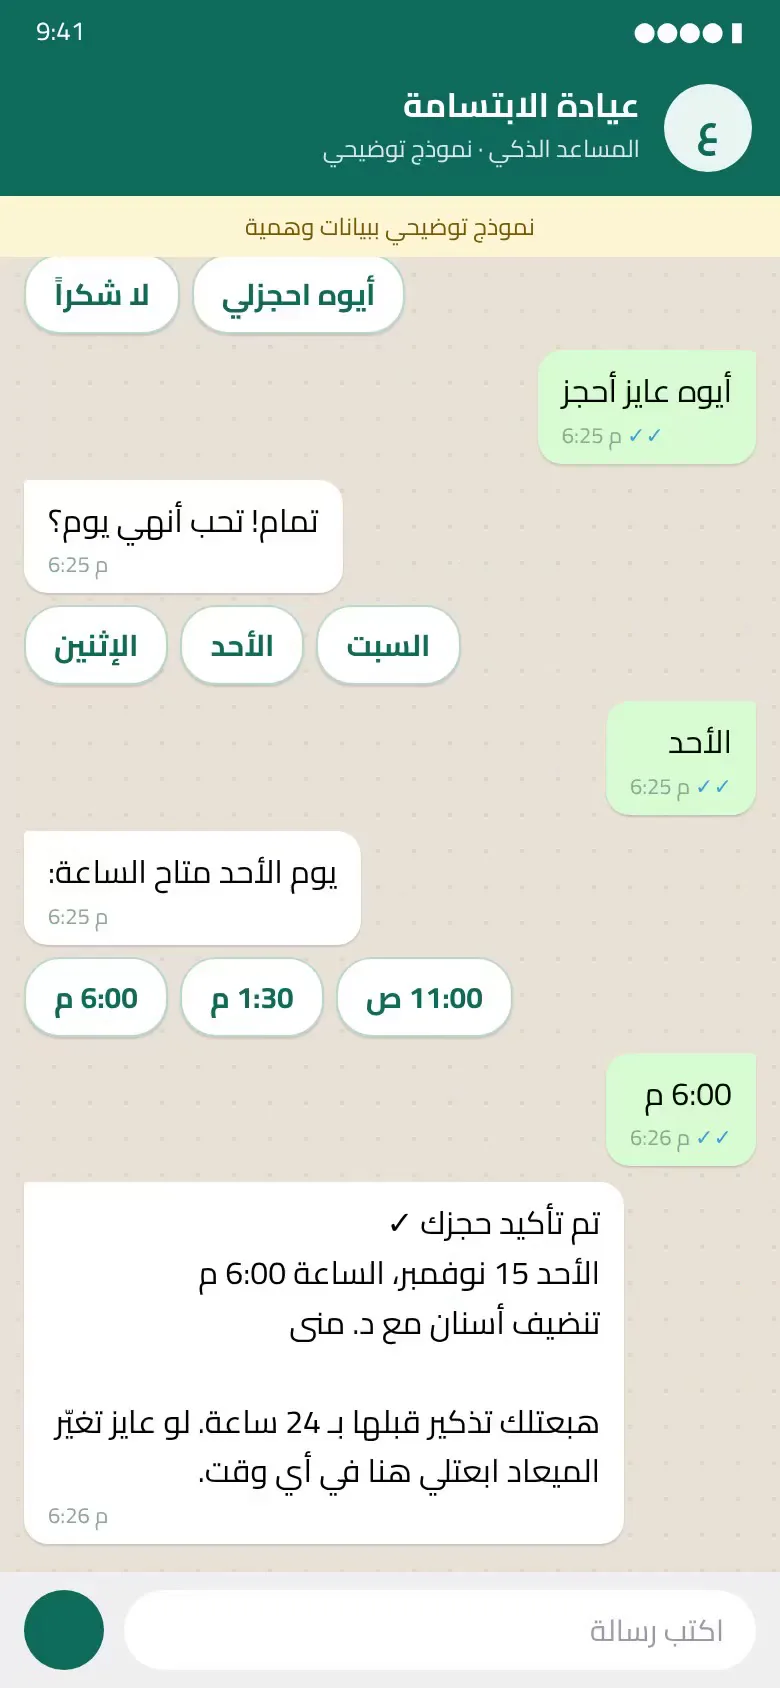 9:41
عيادة الابتسامة
المساعد الذكي · نموذج توضيحي
ع
نموذج توضيحي ببيانات وهمية
أيوه احجزلي
لا شكراً
أيوه عايز أحجز
6:25 م ✓✓
تمام! تحب أنهي يوم؟
6:25 م
السبت
الأحد
الإثنين
الأحد
6:25 م ✓✓
يوم الأحد متاح الساعة:
6:25 م
11:00 ص
1:30 م
6:00 م
6:00 م
6:26 م ✓✓
تم تأكيد حجزك ✓
الأحد 15 نوفمبر، الساعة 6:00 م
تنضيف أسنان مع د. منى
هبعتلك تذكير قبلها بـ 24 ساعة. لو عايز تغيّر
الميعاد ابعتلي هنا في أي وقت.
6:26 م
اكتب رسالة